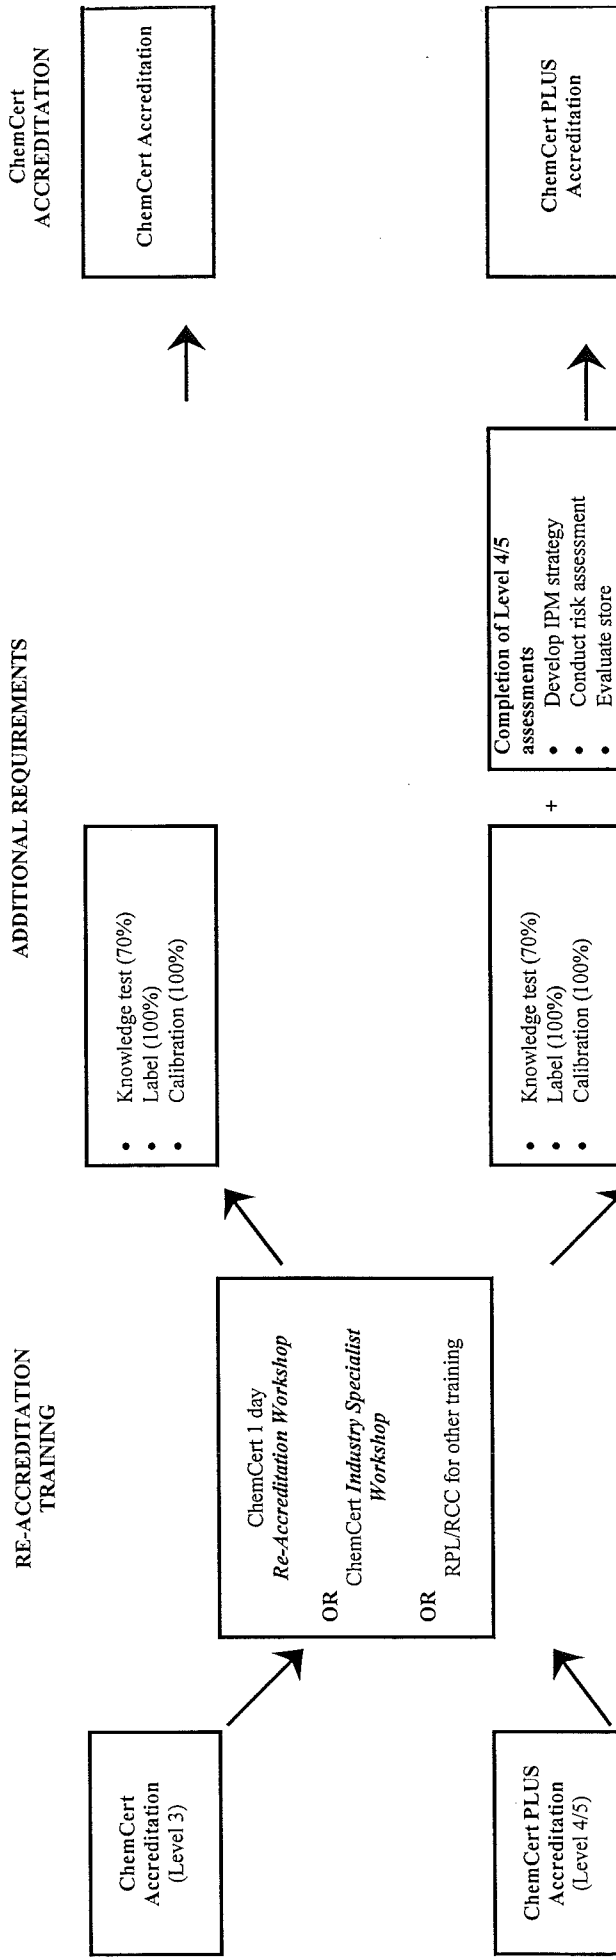 RE-ACCREDITATION
TRAINING
ADDITIONAL REQUIREMENTS
ChemCert
ACCREDITATION
ChemCert
Accreditation
(Level 3)
ChemCert PLUS
Accreditation
(Level 4/5)
ChemCert 1 day
Re-Accreditation Workshop
OR
ChemCert Industry Specialist
Workshop
OR
RPL/RCC for other training
• Knowledge test (70%)
• Label (100%)
• Calibration (100%)
ChemCert Accreditation
• Knowledge test (70%)
• Label (100%)
• Calibration (100%)
+
Completion of Level 4/5
assessments
• Develop IPM strategy
• Conduct risk assessment
• Evaluate store
ChemCert PLUS
Accreditation